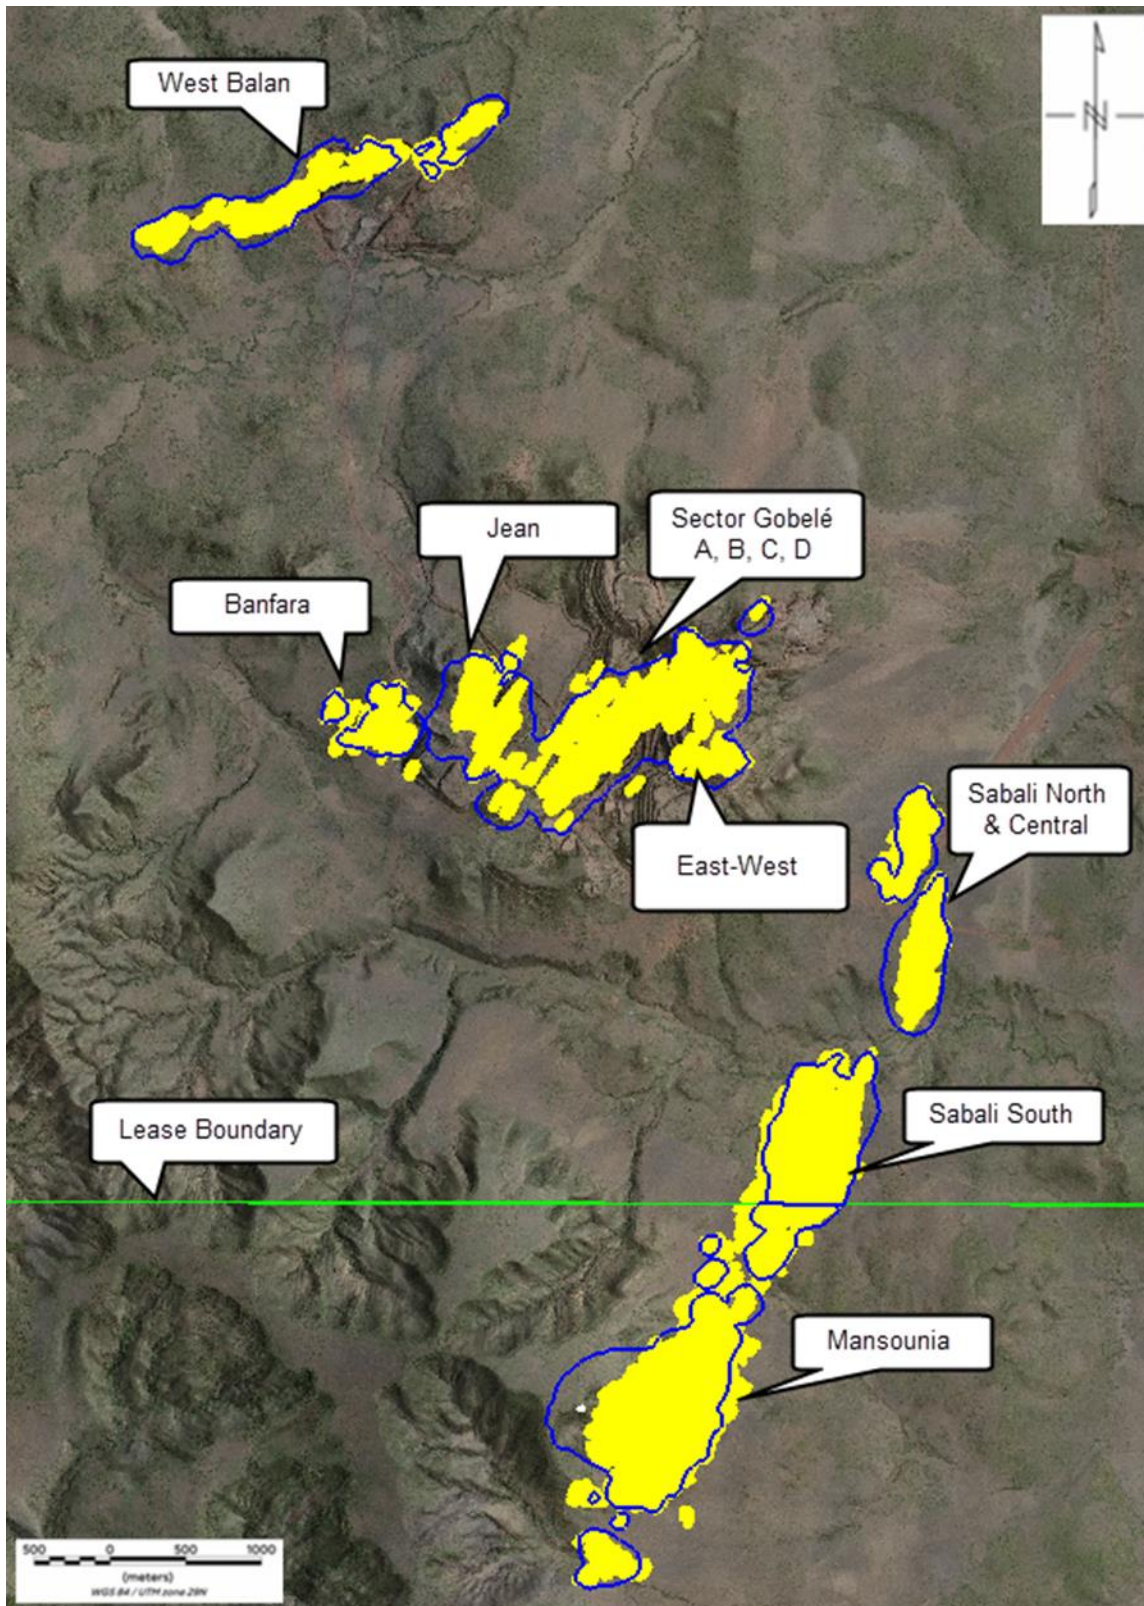 West Balan
N
Jean
Sector Gobelé
A, B, C, D
Banfara
Sabali North
& Central
East-West
Sabali South
Lease Boundary
Mansounia
500 0 500 1000
(meters)
WGS 84 / UTM zone 29N